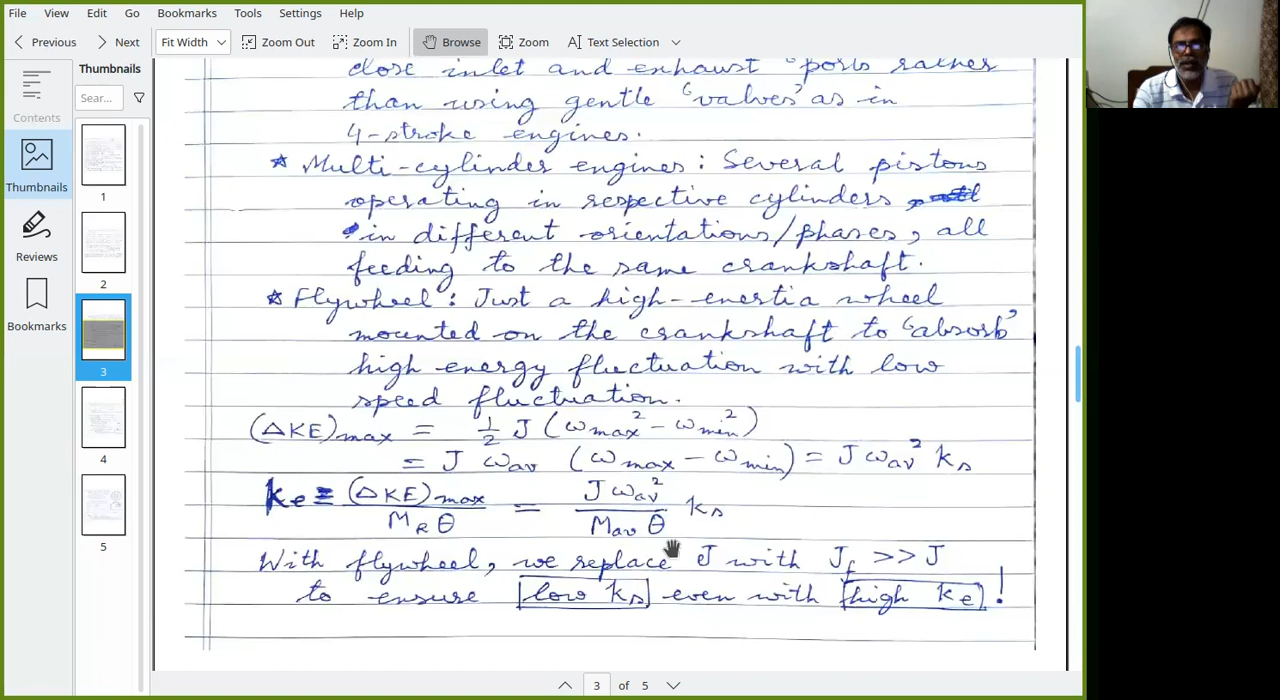 File View Edit Go Bookmarks Tools Settings Help
Previous Next Fit Width Zoom Out Zoom In Browse Zoom Text Selection
Contents
Thumbnails
Reviews
Bookmarks
Thumbnails
Sear...
1
2
3
4
5
close inlet and exhaust 'ports rather
than using gentle 'valves' as in
4-stroke engines.
* Multi-cylinder engines : Several pistons
operating in respective cylinders,
in different orientations/phases, all
feeding to the same crankshaft.
* Flywheel : Just a high-enertia wheel
mounted on the crankshaft to 'absorb'
high energy fluctuation with low
speed fluctuation.
(ΔKE)max = 1/2 J (ωmax² - ωmin²)
= J ωav (ωmax - ωmin) = J ωav² ks
ke = (ΔKE)max / MR θ = J ωav² / Mav θ ks
With flywheel, we replace J with Jf >> J
to ensure low ks even with high ke !
3 of 5